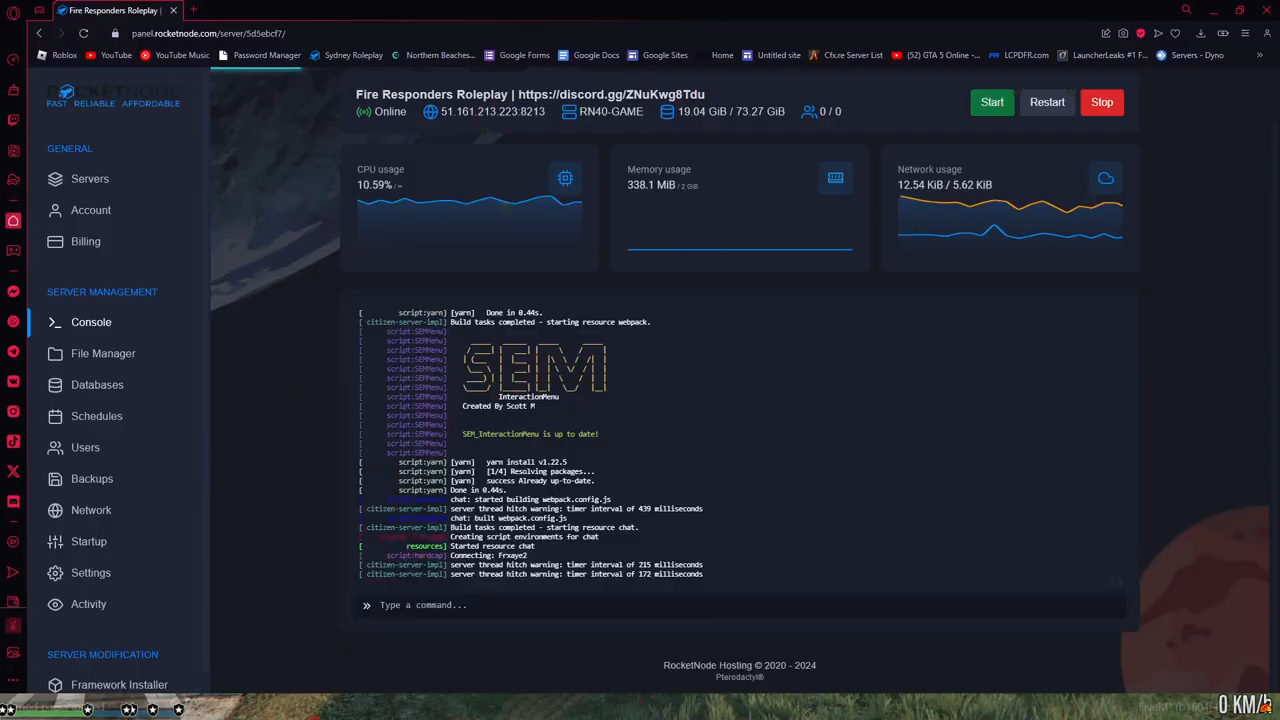 Fire Responders Roleplay |
panel.rocketnode.com/server/5d5ebcf7/
Roblox
YouTube
YouTube Music
Password Manager
Sydney Roleplay
Northern Beaches...
Google Forms
Google Docs
Google Sites
Home
Untitled site
Cfx.re Server List
(52) GTA 5 Online -...
LCPDFR.com
LauncherLeaks #1 F...
Servers - Dy...
ROCKETNODE
FAST RELIABLE AFFORDABLE
GENERAL
Servers
Account
Billing
SERVER MANAGEMENT
Console
File Manager
Databases
Schedules
Users
Backups
Network
Startup
Settings
Activity
SERVER MODIFICATION
Framework Installer
Fire Responders Roleplay | https://discord.gg/ZNuKwg8Tdu
Online
51.161.213.223:8213
RN40-GAME
19.04 GiB / 73.27 GiB
0 / 0
Start
Restart
Stop
CPU usage
10.59% / ∞
Memory usage
338.1 MiB / 2 GiB
Network usage
12.54 KiB / 5.62 KiB
[ script:yarn] [yarn] Done in 0.44s.
[ citizen-server-impl] Build tasks completed - starting resource webpack.
[ script:SEMMenu]
[ script:SEMMenu]
[ script:SEMMenu]
[ script:SEMMenu]
[ script:SEMMenu]
[ script:SEMMenu]
[ script:SEMMenu]
SEM
[ script:SEMMenu] InteractionMenu
[ script:SEMMenu] Created By Scott M
[ script:SEMMenu]
[ script:SEMMenu]
[ script:SEMMenu] SEM_InteractionMenu is up to date!
[ script:SEMMenu]
[ script:SEMMenu]
[ script:yarn] [yarn] yarn install v1.22.5
[ script:yarn] [yarn] [1/4] Resolving packages...
[ script:yarn] [yarn] success Already up-to-date.
[ script:yarn] Done in 0.44s.
chat: started building webpack.config.js
[ citizen-server-impl] server thread hitch warning: timer interval of 439 milliseconds
chat: built webpack.config.js
[ citizen-server-impl] Build tasks completed - starting resource chat.
Creating script environments for chat
[ resources] Started resource chat
[ script:hardcap] Connecting: Frxaye2
[ citizen-server-impl] server thread hitch warning: timer interval of 215 milliseconds
[ citizen-server-impl] server thread hitch warning: timer interval of 172 milliseconds
» Type a command...
RocketNode Hosting © 2020 - 2024
Pterodactyl®
0 KM/h